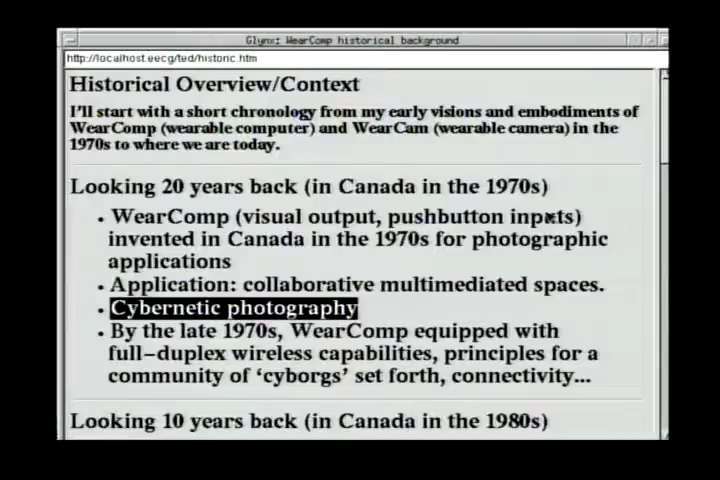 Glynx: WearComp historical background
http://localhost.eecg/ted/historic.htm
Historical Overview/Context
I'll start with a short chronology from my early visions and embodiments of
WearComp (wearable computer) and WearCam (wearable camera) in the
1970s to where we are today.
Looking 20 years back (in Canada in the 1970s)
• WearComp (visual output, pushbutton inputs)
invented in Canada in the 1970s for photographic
applications
• Application: collaborative multimediated spaces.
• Cybernetic photography
• By the late 1970s, WearComp equipped with
full–duplex wireless capabilities, principles for a
community of ‘cyborgs’ set forth, connectivity...
Looking 10 years back (in Canada in the 1980s)